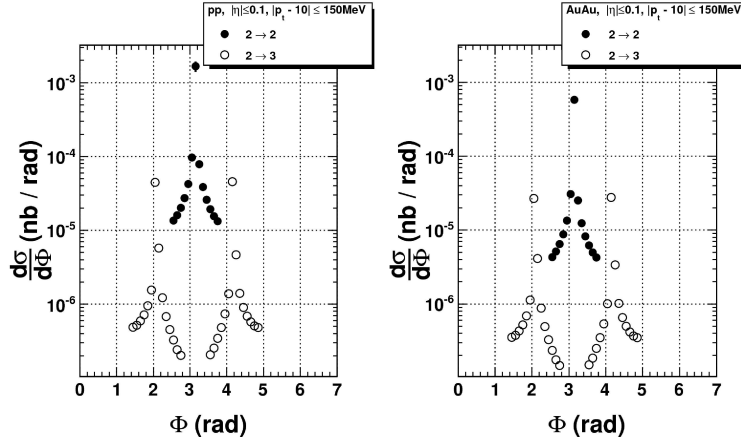 pp, |η|≤0.1, |p_t - 10| ≤ 150MeV
2 → 2
2 → 3
10^-3
10^-4
10^-5
10^-6
dσ/dΦ (nb / rad)
0 1 2 3 4 5 6 7
Φ (rad)
AuAu, |η|≤0.1, |p_t - 10| ≤ 150MeV
2 → 2
2 → 3
10^-3
10^-4
10^-5
10^-6
dσ/dΦ (nb / rad)
0 1 2 3 4 5 6 7
Φ (rad)